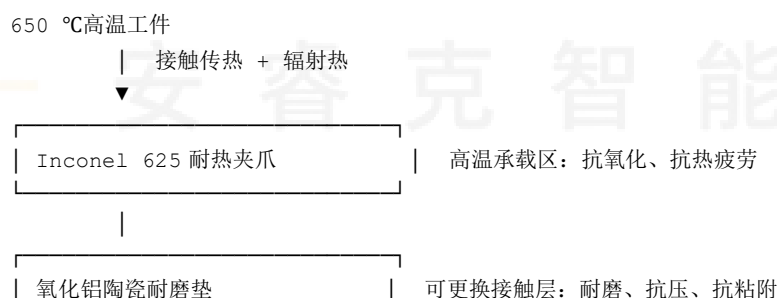 650 ℃高温工件
接触传热 + 辐射热
安睿克智能
Inconel 625 耐热夹爪 高温承载区：抗氧化、抗热疲劳
氧化铝陶瓷耐磨垫 可更换接触层：耐磨、抗压、抗粘附